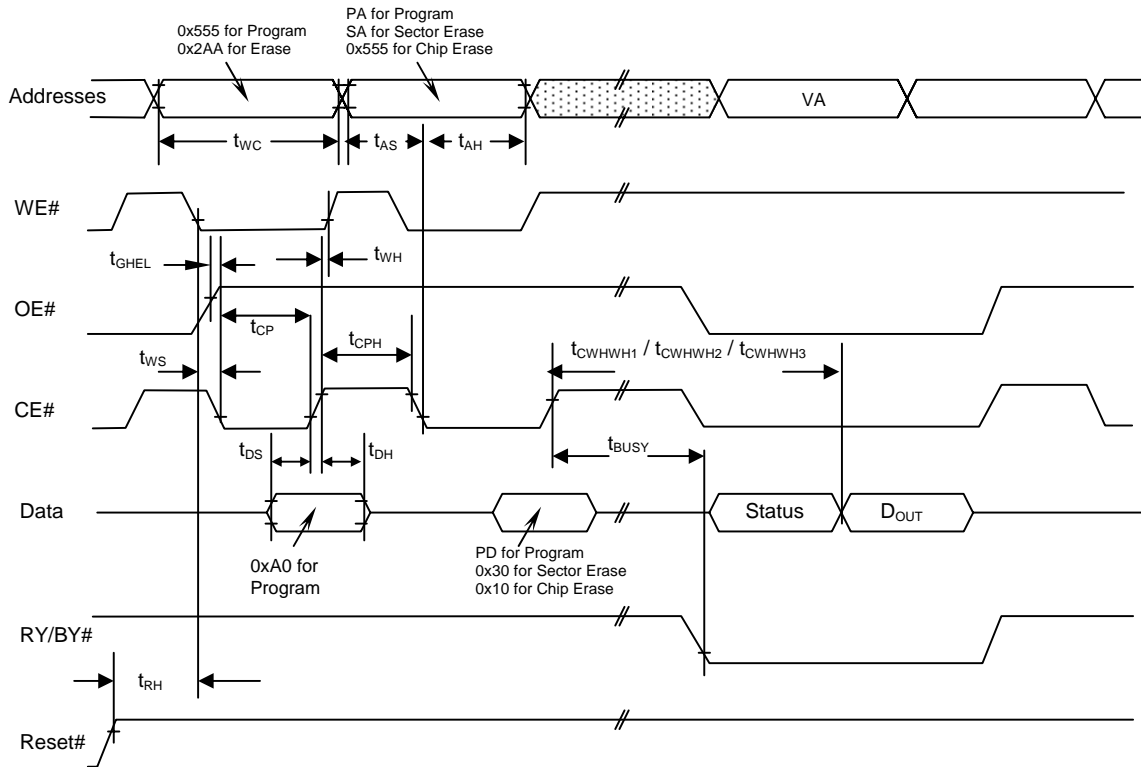 0x555 for Program
0x2AA for Erase
PA for Program
SA for Sector Erase
0x555 for Chip Erase
Addresses
VA
tWC
tAS
tAH
WE#
tGHEL
tWH
OE#
tCP
tCPH
tWS
tCWHWH1 / tCWHWH2 / tCWHWH3
CE#
tDS
tDH
tBUSY
Data
Status
DOUT
0xA0 for
Program
PD for Program
0x30 for Sector Erase
0x10 for Chip Erase
RY/BY#
tRH
Reset#